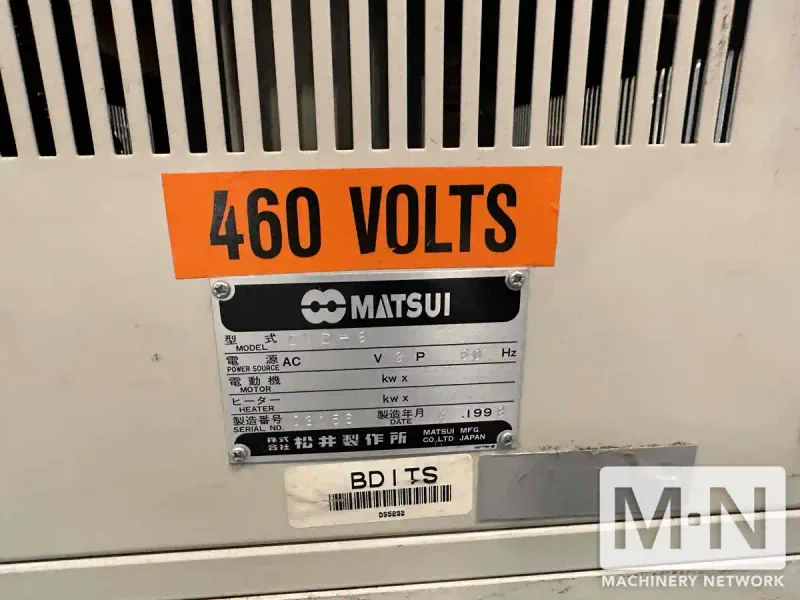 460 VOLTS
MATSUI
型式
MODEL
電源 AC V P Hz
POWER SOURCE
電動機 kw x
MOTOR
ヒーター kw x
HEATER
製造番号 製造年月 .199
SERIAL NO. DATE
株式会社 松井製作所 MATSUI MFG CO.,LTD JAPAN
BDITS
M·N
MACHINERY NETWORK